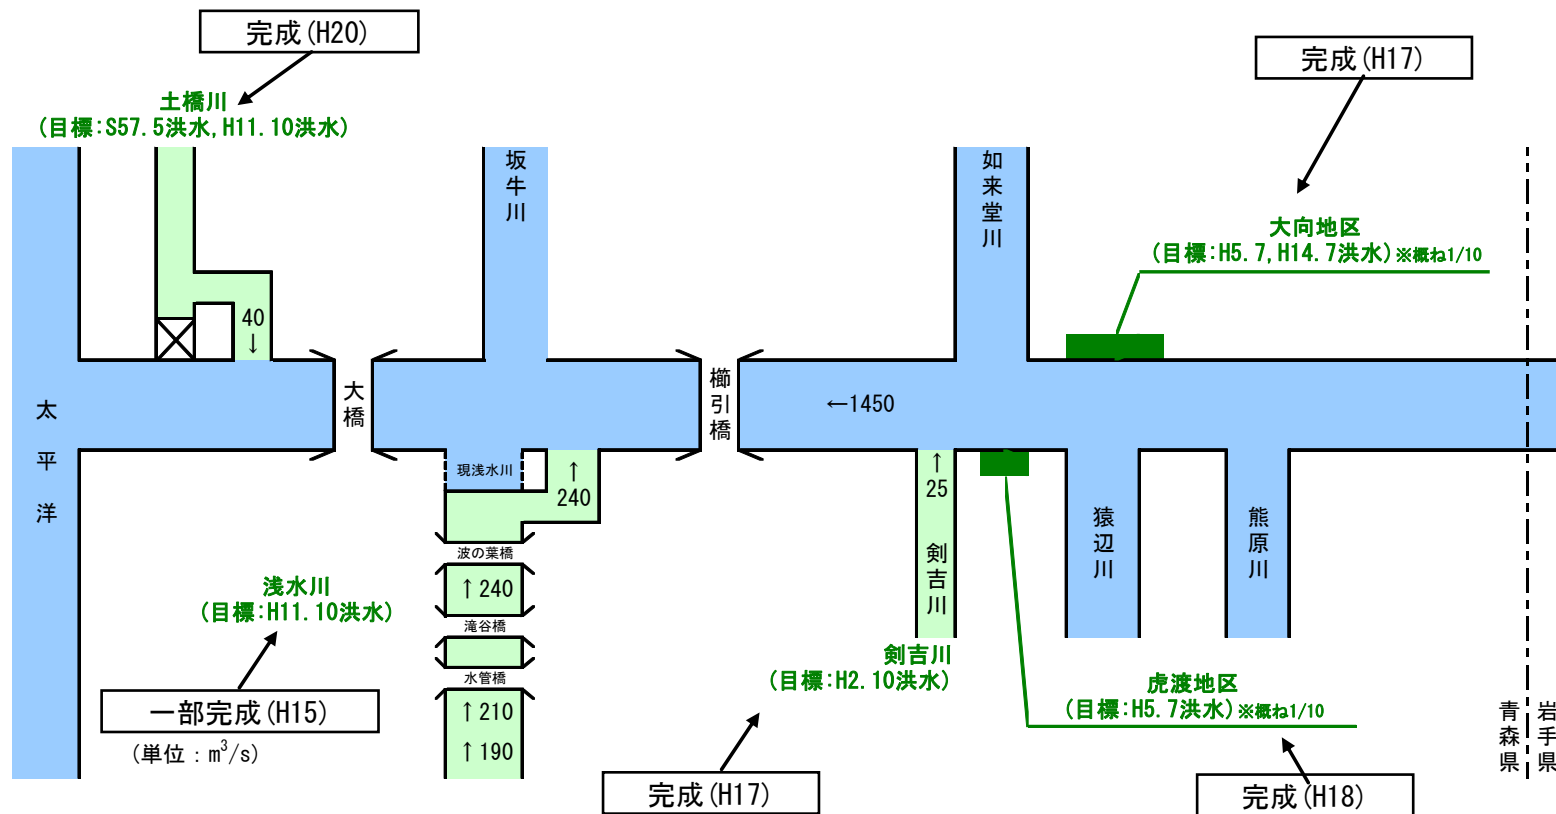 完成(H20)
完成(H17)
土橋川
(目標:S57.5洪水,H11.10洪水)
坂牛川
如来堂川
大向地区
(目標:H5.7,H14.7洪水)※概ね1/10
40
↓
太平洋
大橋
櫛引橋
←1450
現浅水川
↑
240
↑
25
剣吉川
猿辺川
熊原川
波の葉橋
↑240
滝谷橋
水管橋
↑210
↑190
浅水川
(目標:H11.10洪水)
一部完成(H15)
(単位:m³/s)
剣吉川
(目標:H2.10洪水)
完成(H17)
虎渡地区
(目標:H5.7洪水)※概ね1/10
完成(H18)
青森県
岩手県